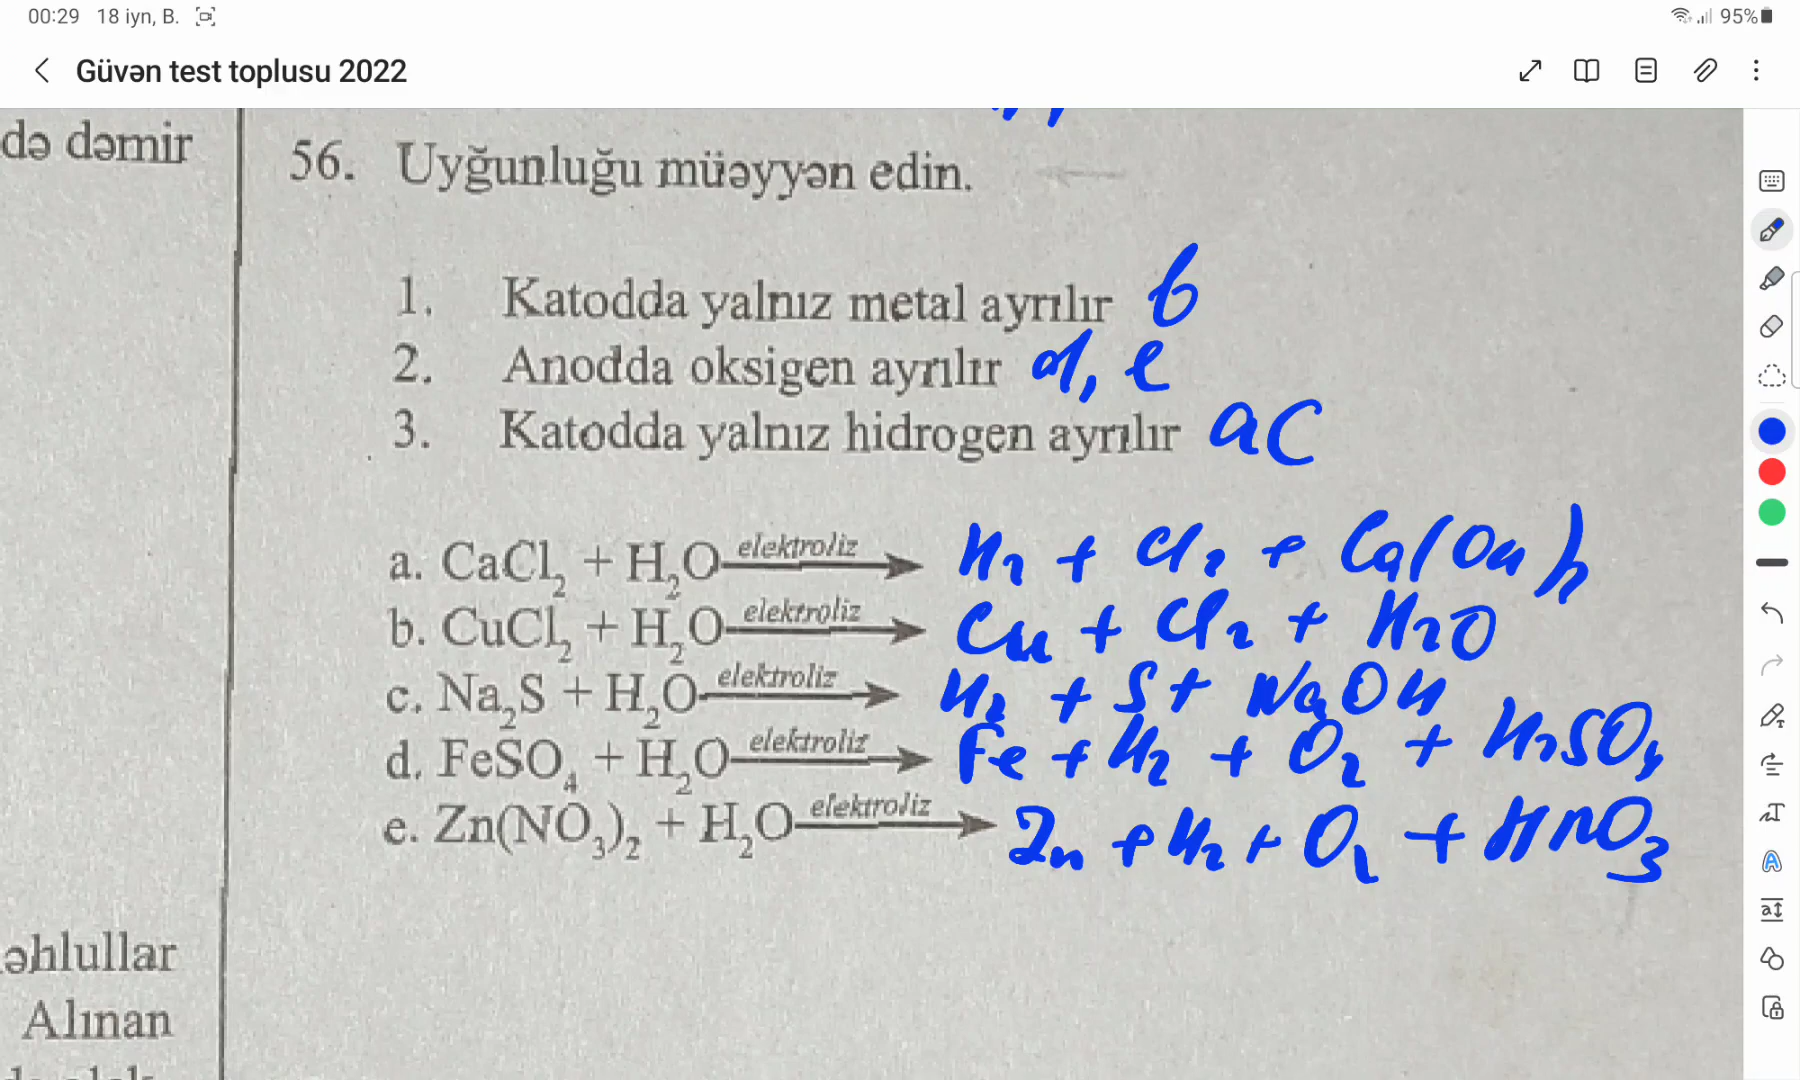 00:29 18 iyn, B. 95%
Güvən test toplusu 2022
də dəmir
56. Uyğunluğu müəyyən edin.
1. Katodda yalnız metal ayrılır b
2. Anodda oksigen ayrılır d, e
3. Katodda yalnız hidrogen ayrılır a C
a. CaCl₂ + H₂O elektroliz → H₂ + Cl₂ + Ca(OH)₂
b. CuCl₂ + H₂O elektroliz → Cu + Cl₂ + H₂O
c. Na₂S + H₂O elektroliz → H₂ + S + NaOH
d. FeSO₄ + H₂O elektroliz → Fe + H₂ + O₂ + H₂SO₄
e. Zn(NO₃)₂ + H₂O elektroliz → Zn + H₂ + O₂ + HNO₃
əhlullar
Alınan